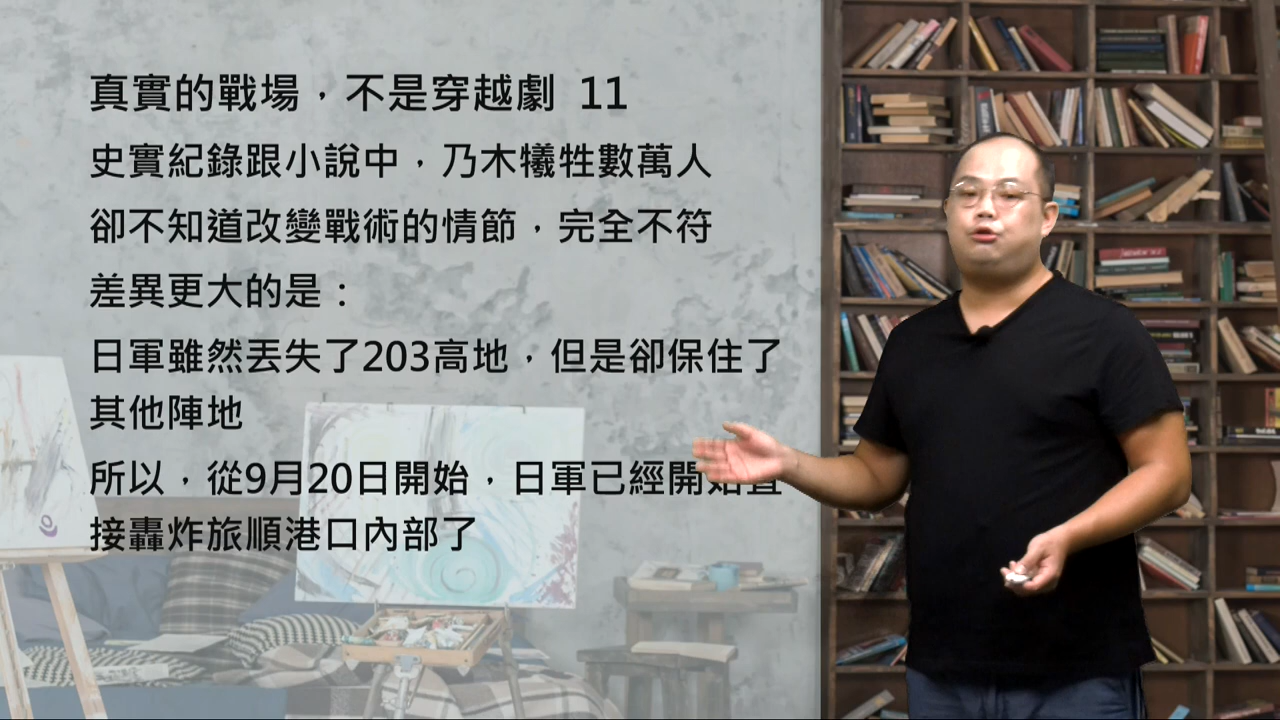 真實的戰場，不是穿越劇 11
史實紀錄跟小說中，乃木犧牲數萬人
卻不知道改變戰術的情節，完全不符
差異更大的是：
日軍雖然丟失了203高地，但是卻保住了
其他陣地
所以，從9月20日開始，日軍已經開始直
接轟炸旅順港口內部了